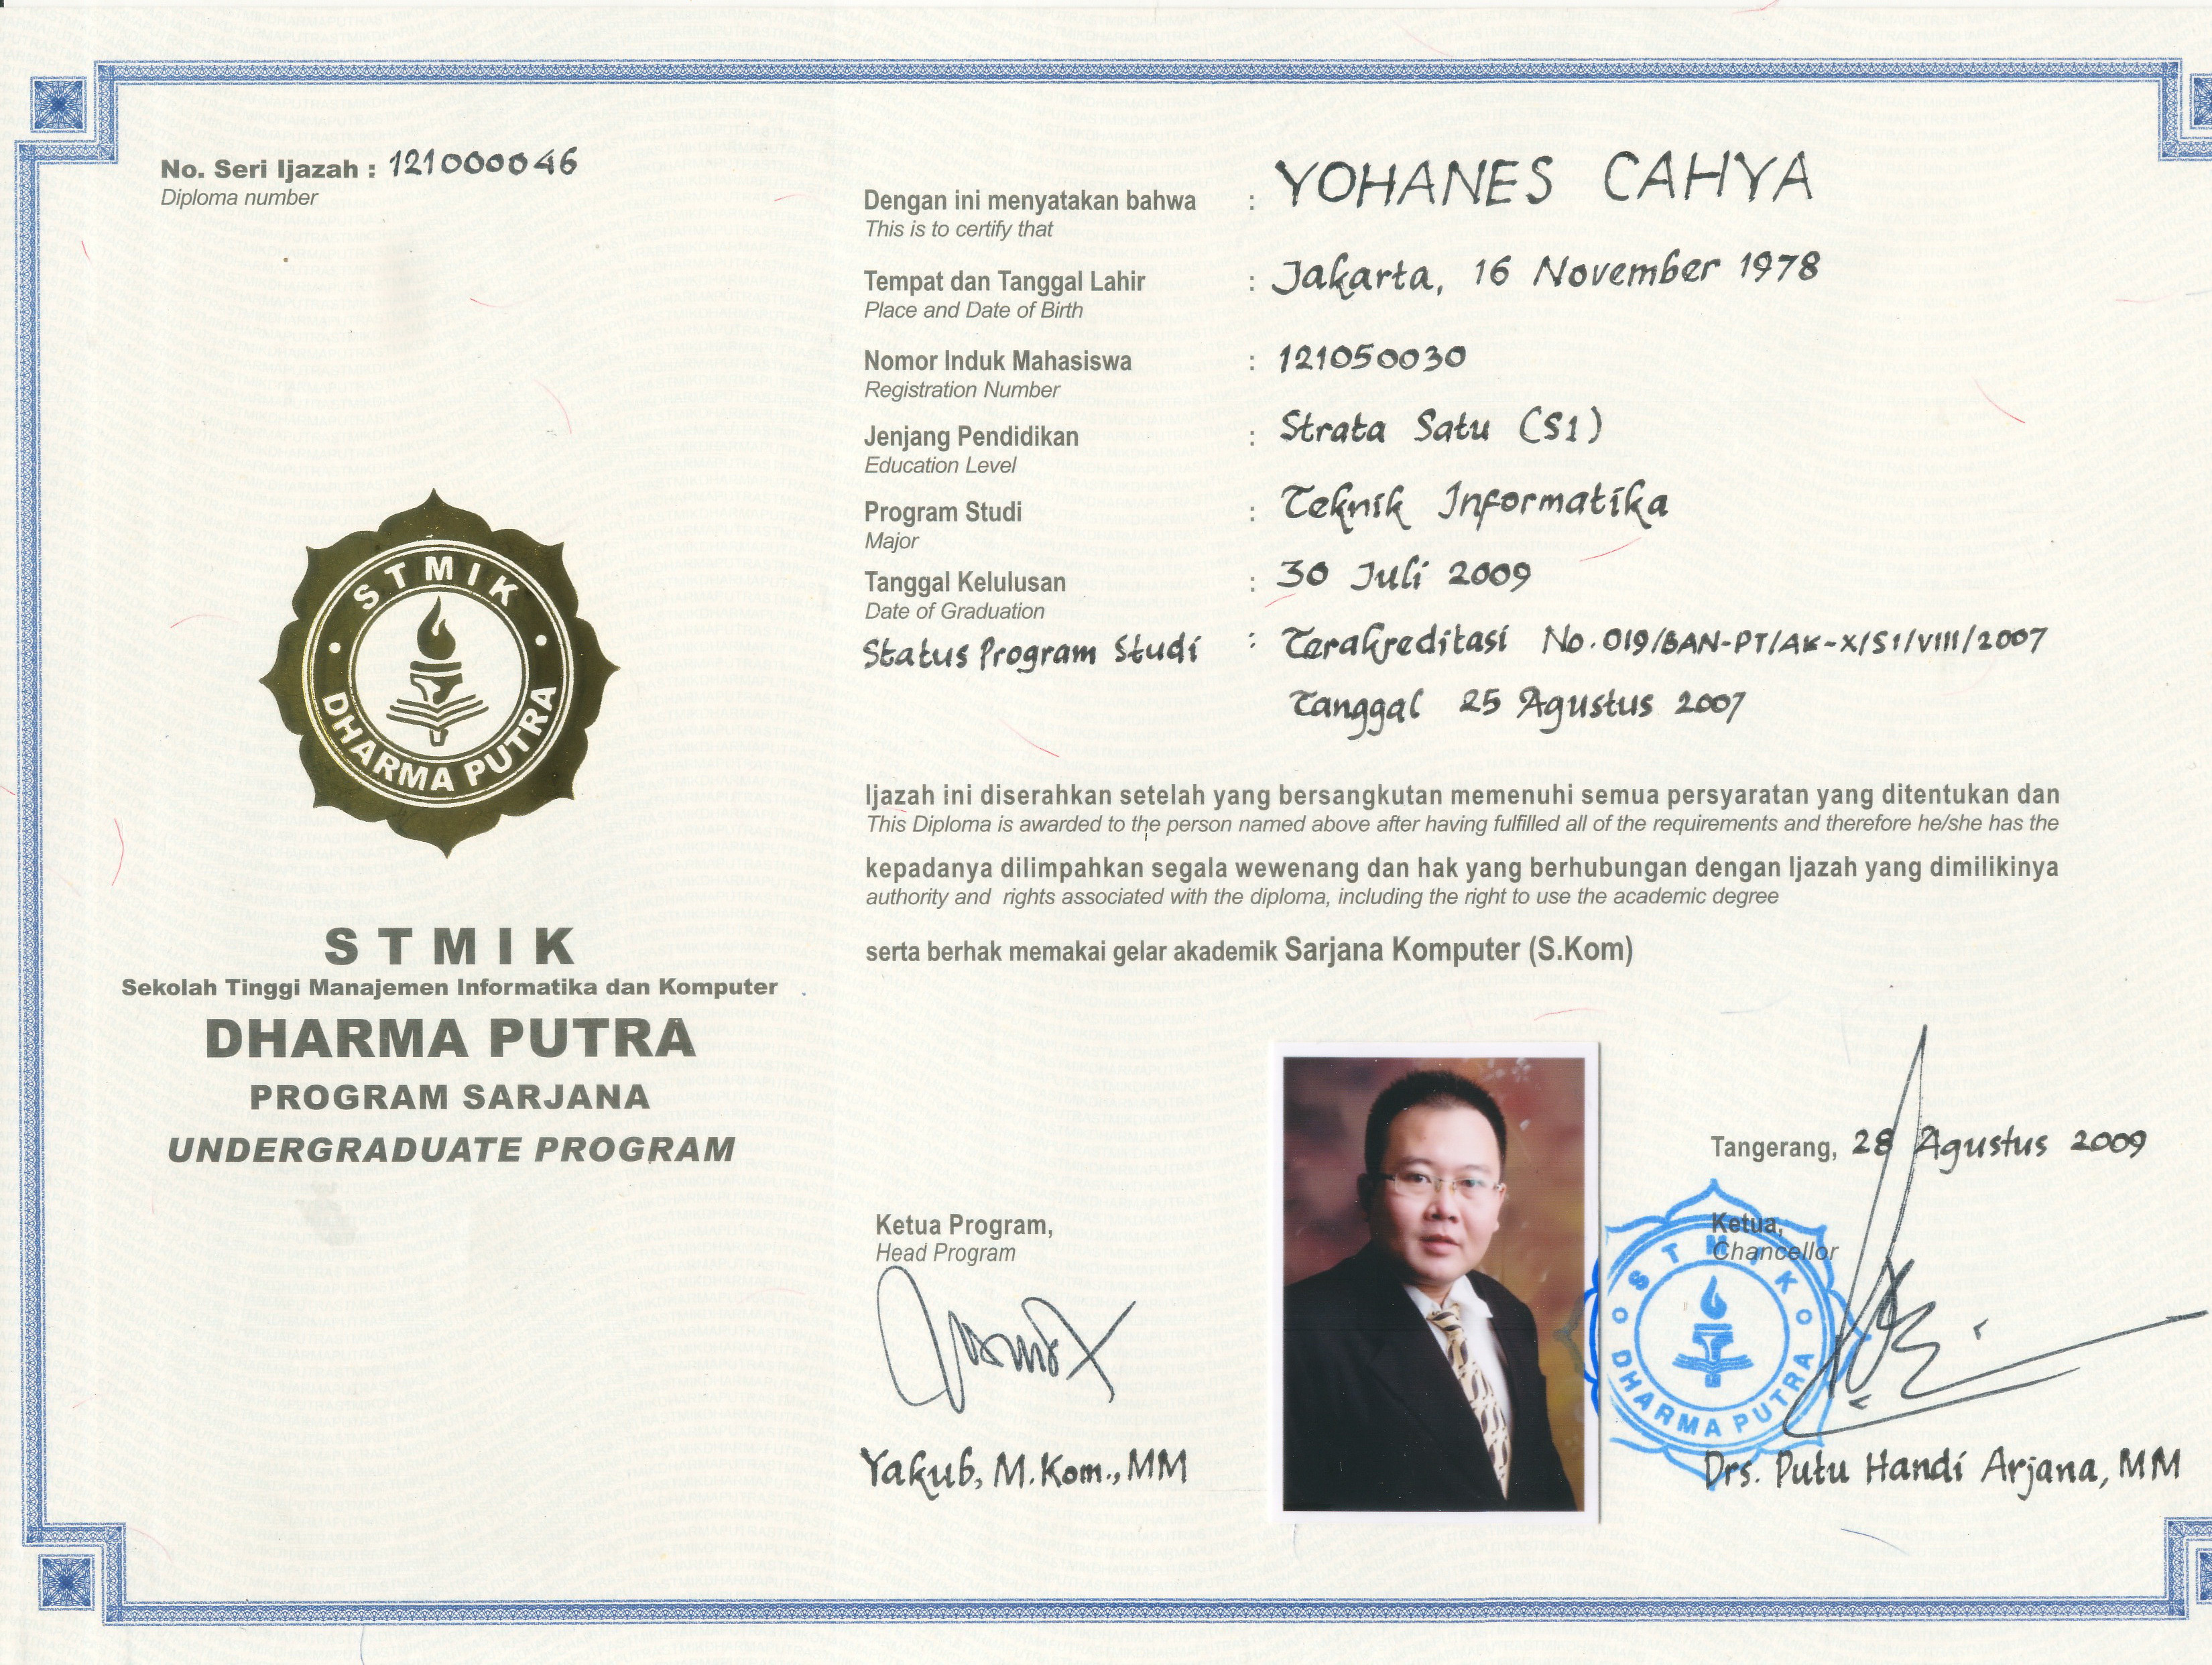 No. Seri Ijazah : 121000046
Diploma number
STMIK
DHARMA PUTRA
STMIK
Sekolah Tinggi Manajemen Informatika dan Komputer
DHARMA PUTRA
PROGRAM SARJANA
UNDERGRADUATE PROGRAM
Dengan ini menyatakan bahwa : YOHANES CAHYA
This is to certify that
Tempat dan Tanggal Lahir : Jakarta, 16 November 1978
Place and Date of Birth
Nomor Induk Mahasiswa : 121050030
Registration Number
Jenjang Pendidikan : Strata Satu (S1)
Education Level
Program Studi : Teknik Informatika
Major
Tanggal Kelulusan : 30 Juli 2009
Date of Graduation
Status Program Studi : Terakreditasi No. 019/BAN-PT/AK-X/S1/VIII/2007
Tanggal 25 Agustus 2007
Ijazah ini diserahkan setelah yang bersangkutan memenuhi semua persyaratan yang ditentukan dan
This Diploma is awarded to the person named above after having fulfilled all of the requirements and therefore he/she has the
kepadanya dilimpahkan segala wewenang dan hak yang berhubungan dengan Ijazah yang dimilikinya
authority and rights associated with the diploma, including the right to use the academic degree
serta berhak memakai gelar akademik Sarjana Komputer (S.Kom)
Tangerang, 28 Agustus 2009
Ketua Program,
Head Program
Ketua,
Chancellor
STMIK
DHARMA PUTRA
Yakub, M.Kom., MM
Drs. Putu Handi Arjana, MM